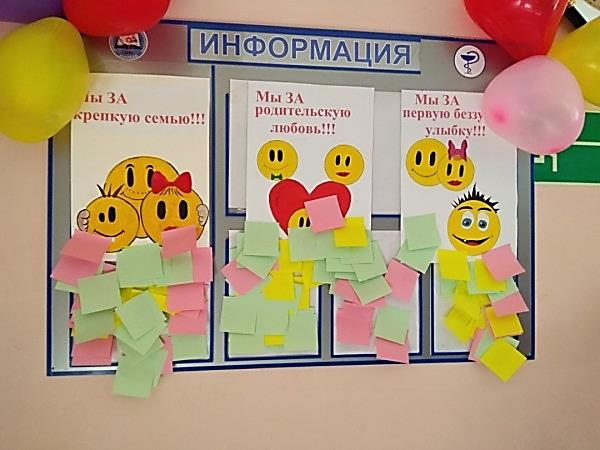 ИНФОРМАЦИЯ
Мы ЗА
крепкую семью!!!
Мы ЗА
родительскую
любовь!!!
Мы ЗА
первую
улыбку!!!